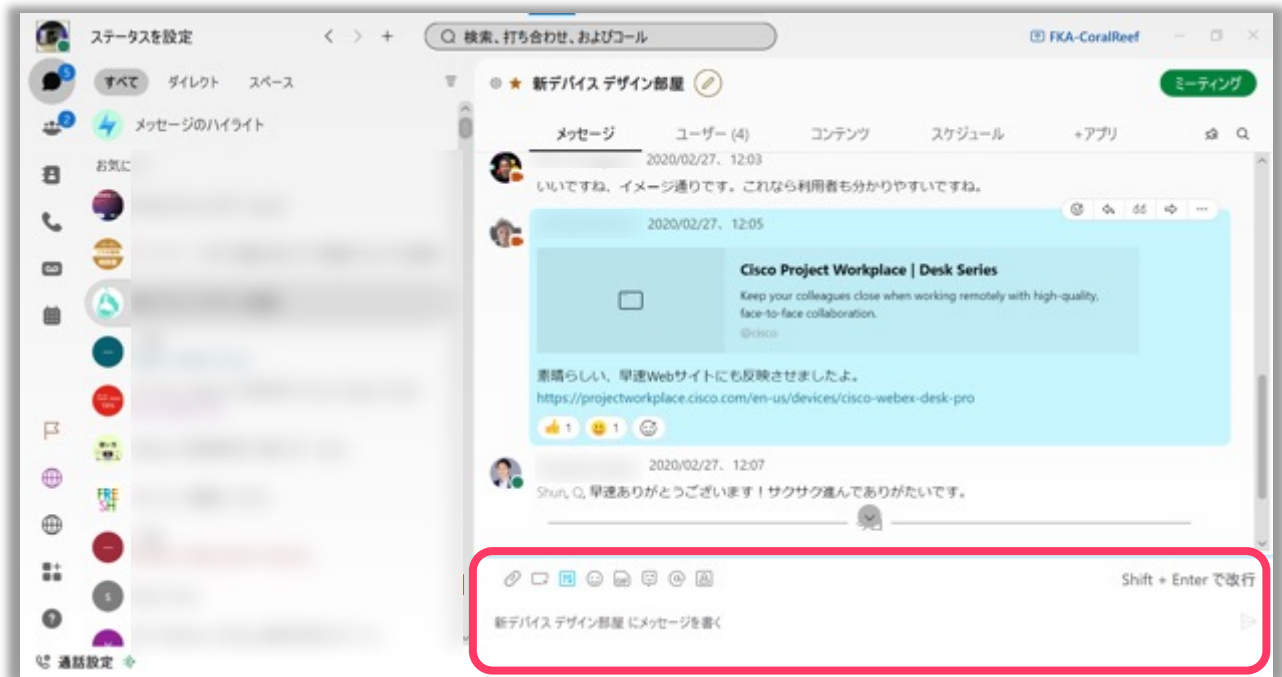 ステータスを設定
検索、打ち合わせ、およびコール
FKA-CoralReef
すべて ダイレクト スペース
新デバイス デザイン部屋
ミーティング
メッセージのハイライト
メッセージ ユーザー (4) コンテンツ スケジュール +アプリ
お気に
2020/02/27、12:03
いいですね、イメージ通りです。これなら利用者も分かりやすいですね。
2020/02/27、12:05
Cisco Project Workplace | Desk Series
Keep your colleagues close when working remotely with high-quality,
face-to-face collaboration.
@cisco
素晴らしい、早速Webサイトにも反映させましたよ。
https://projectworkplace.cisco.com/en-us/devices/cisco-webex-desk-pro
1 1
2020/02/27、12:07
Shun, Q, 早速ありがとうございます！サクサク進んでありがたいです。
FRE
SH
S
Shift + Enter で改行
新デバイス デザイン部屋 にメッセージを書く
通話設定